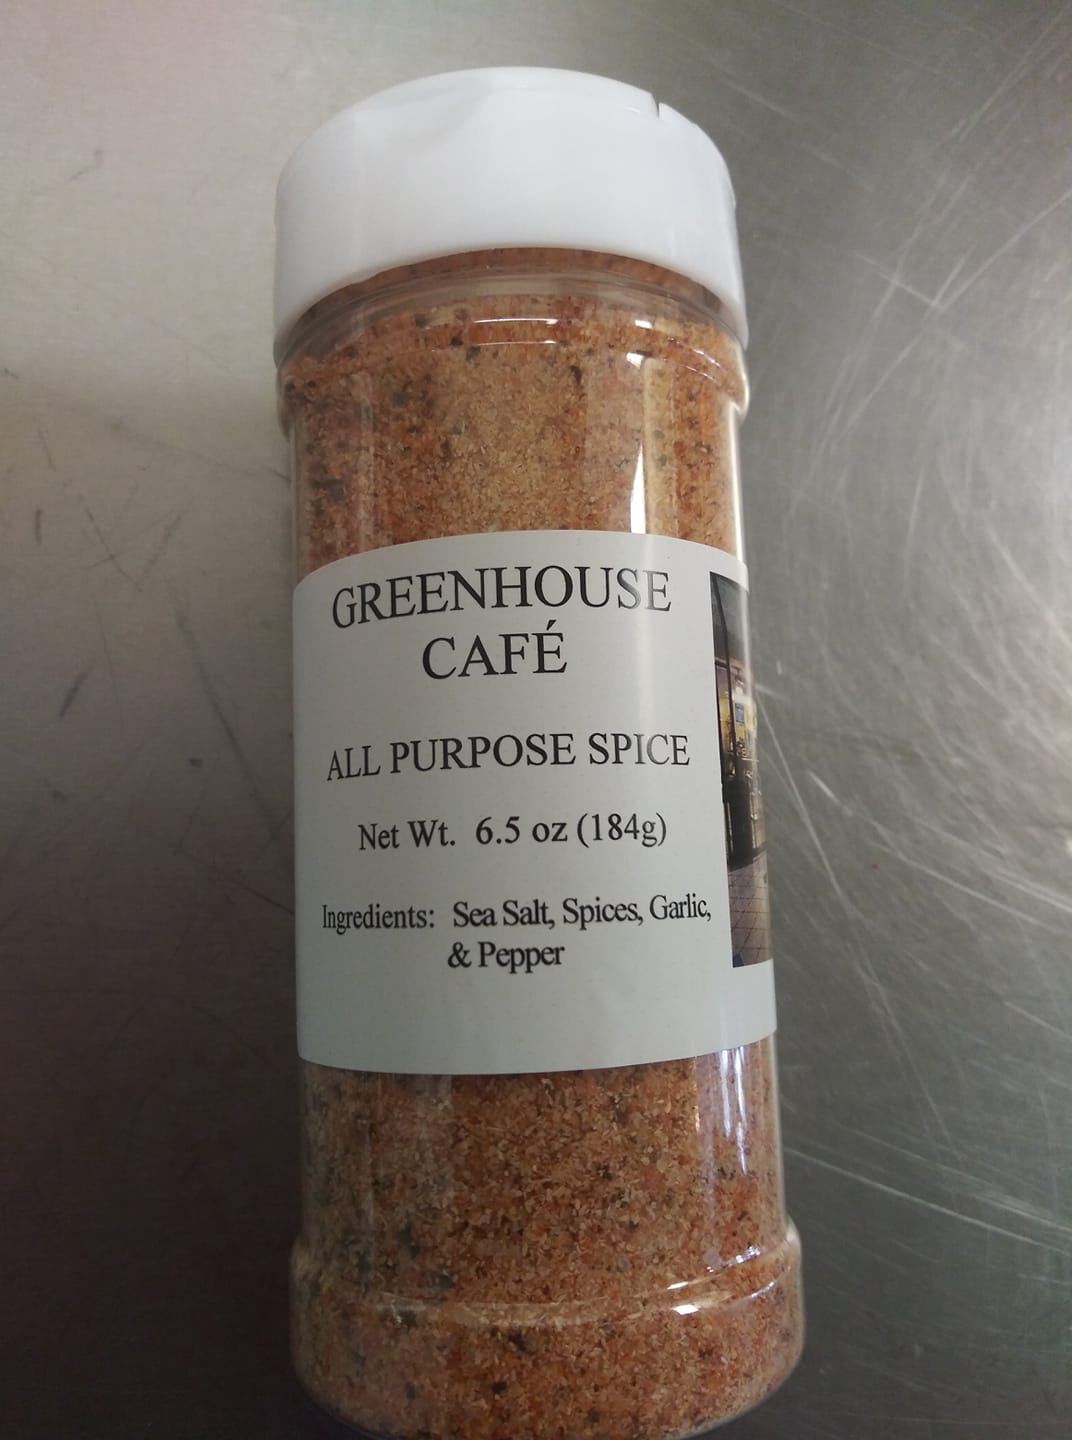 GREENHOUSE
CAFÉ
ALL PURPOSE SPICE
Net Wt. 6.5 oz (184g)
Ingredients: Sea Salt, Spices, Garlic,
& Pepper